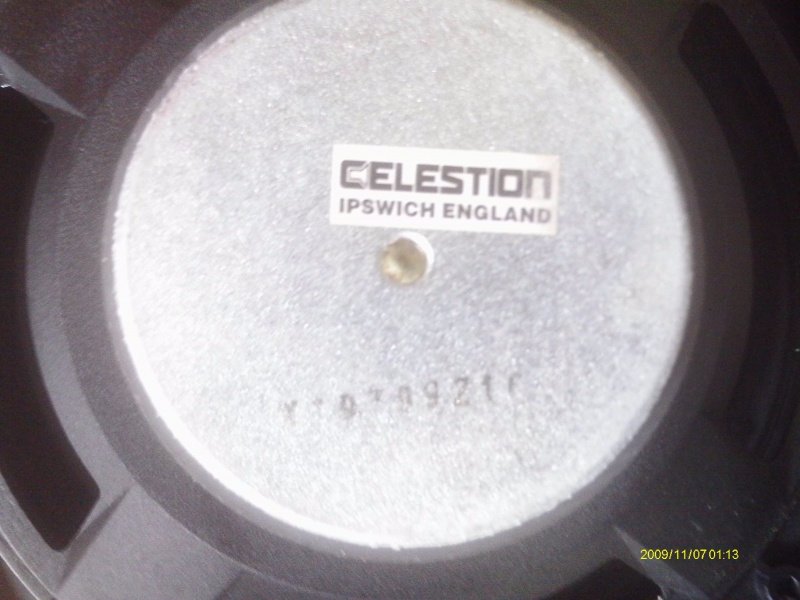 CELESTION
IPSWICH ENGLAND
2009/11/07 01:13